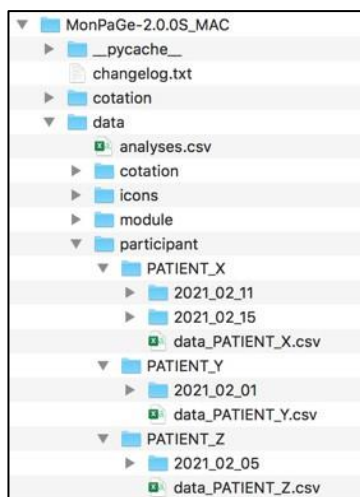 MonPaGe-2.0.0S_MAC
__pycache__
changelog.txt
cotation
data
analyses.csv
cotation
icons
module
participant
PATIENT_X
2021_02_11
2021_02_15
data_PATIENT_X.csv
PATIENT_Y
2021_02_01
data_PATIENT_Y.csv
PATIENT_Z
2021_02_05
data_PATIENT_Z.csv